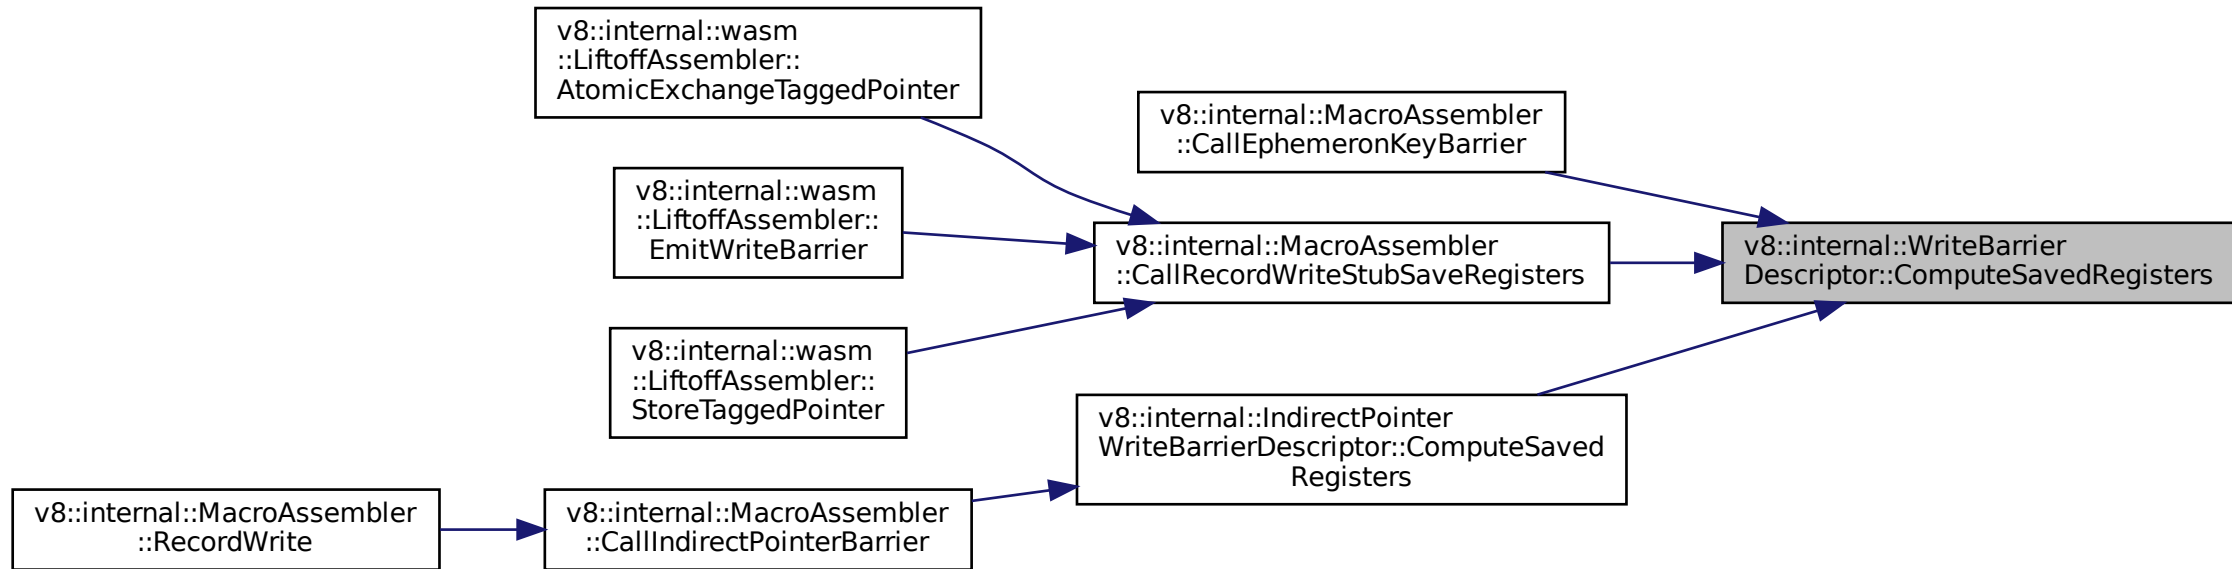 v8::internal::wasm
::LiftoffAssembler::
AtomicExchangeTaggedPointer
v8::internal::MacroAssembler
::CallEphemeronKeyBarrier
v8::internal::wasm
::LiftoffAssembler::
EmitWriteBarrier
v8::internal::MacroAssembler
::CallRecordWriteStubSaveRegisters
v8::internal::WriteBarrier
Descriptor::ComputeSavedRegisters
v8::internal::wasm
::LiftoffAssembler::
StoreTaggedPointer
v8::internal::IndirectPointer
WriteBarrierDescriptor::ComputeSaved
Registers
v8::internal::MacroAssembler
::RecordWrite
v8::internal::MacroAssembler
::CallIndirectPointerBarrier